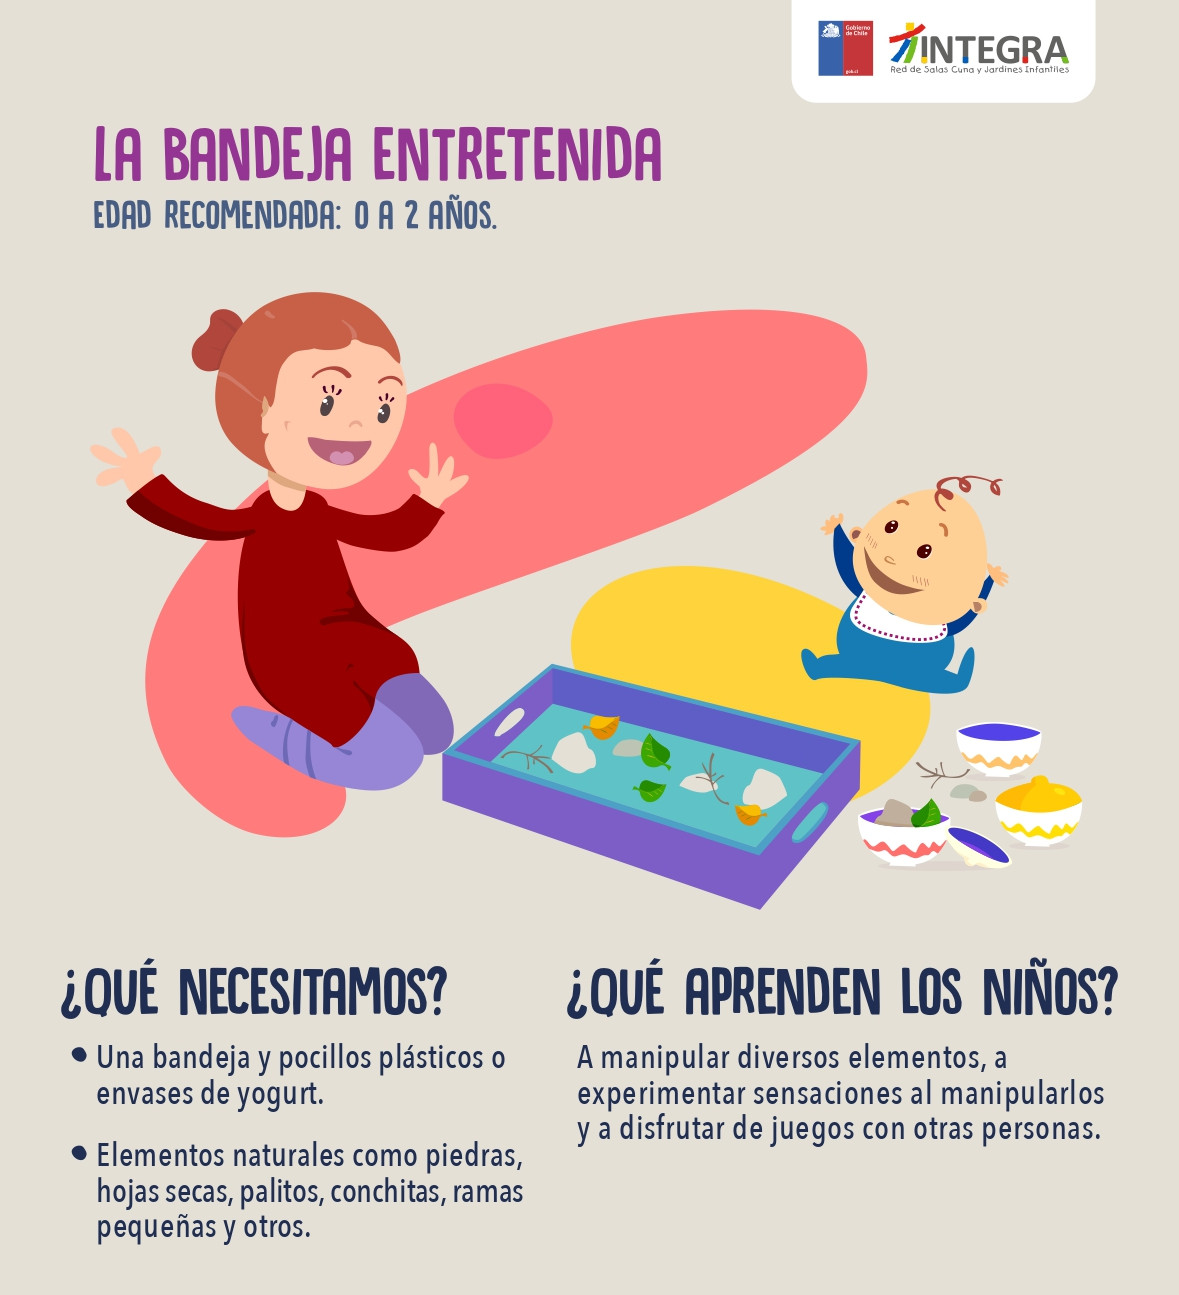 Gobierno
de Chile
gob.cl
INTEGRA
Red de Salas Cuna y Jardines Infantiles
LA BANDEJA ENTRETENIDA
EDAD RECOMENDADA: 0 A 2 AÑOS.
¿QUÉ NECESITAMOS?
• Una bandeja y pocillos plásticos o
envases de yogurt.
• Elementos naturales como piedras,
hojas secas, palitos, conchitas, ramas
pequeñas y otros.
¿QUÉ APRENDEN LOS NIÑOS?
A manipular diversos elementos, a
experimentar sensaciones al manipularlos
y a disfrutar de juegos con otras personas.